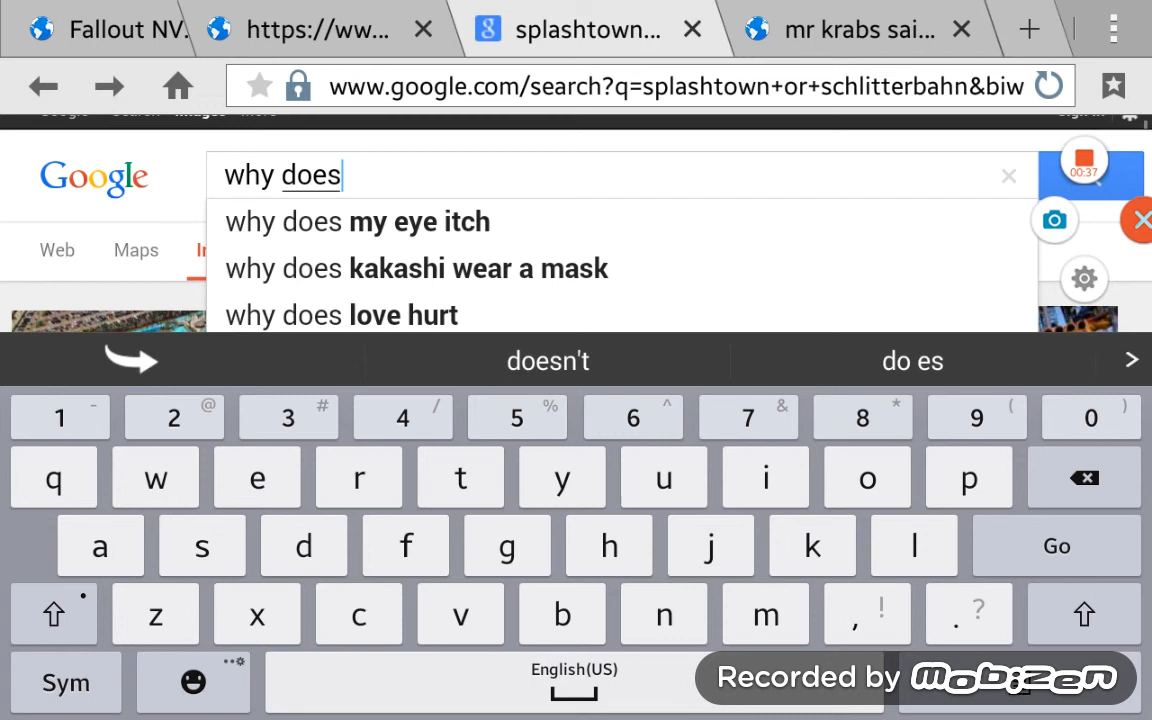 Fallout NV.
https://ww...
splashtown...
mr krabs sai...
www.google.com/search?q=splashtown+or+schlitterbahn&biw
Google
why does
00:37
why does my eye itch
Web
Maps
why does kakashi wear a mask
why does love hurt
doesn't
do es
>
1 - 2 @ 3 # 4 / 5 % 6 ^ 7 & 8 * 9 ( 0 )
q w e r t y u i o p
a s d f g h j k l Go
z x c v b n m , ! . ?
Sym
English(US)
Recorded by mobizen